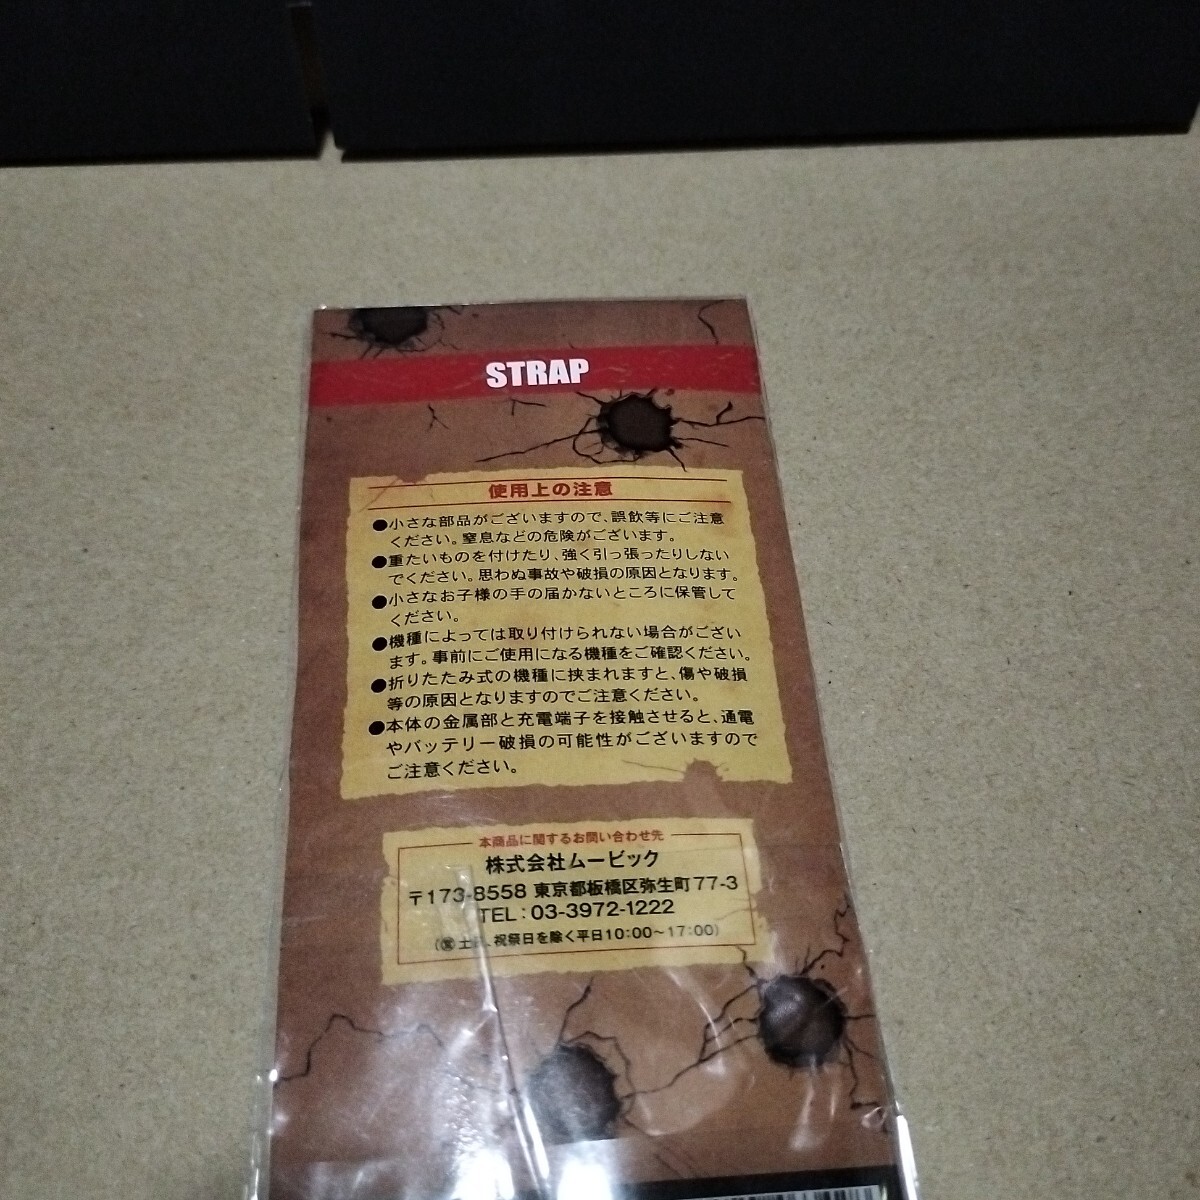 STRAP
使用上の注意
●小さな部品がございますので、誤飲等にご注意
ください。窒息などの危険がございます。
●重たいものを付けたり、強く引っ張ったりしない
でください。思わぬ事故や破損の原因となります。
●小さなお子様の手の届かないところに保管して
ください。
●機種によっては取り付けられない場合がござい
ます。事前にご使用になる機種をご確認ください。
●折りたたみ式の機種に挟まれますと、傷や破損
等の原因となりますのでご注意ください。
●本体の金属部と充電端子を接触させると、通電
やバッテリー破損の可能性がございますので
ご注意ください。
本商品に関するお問い合わせ先
株式会社ムービック
〒173-8558 東京都板橋区弥生町77-3
TEL：03-3972-1222
土 、祝祭日を除く平日10:00～17:00)